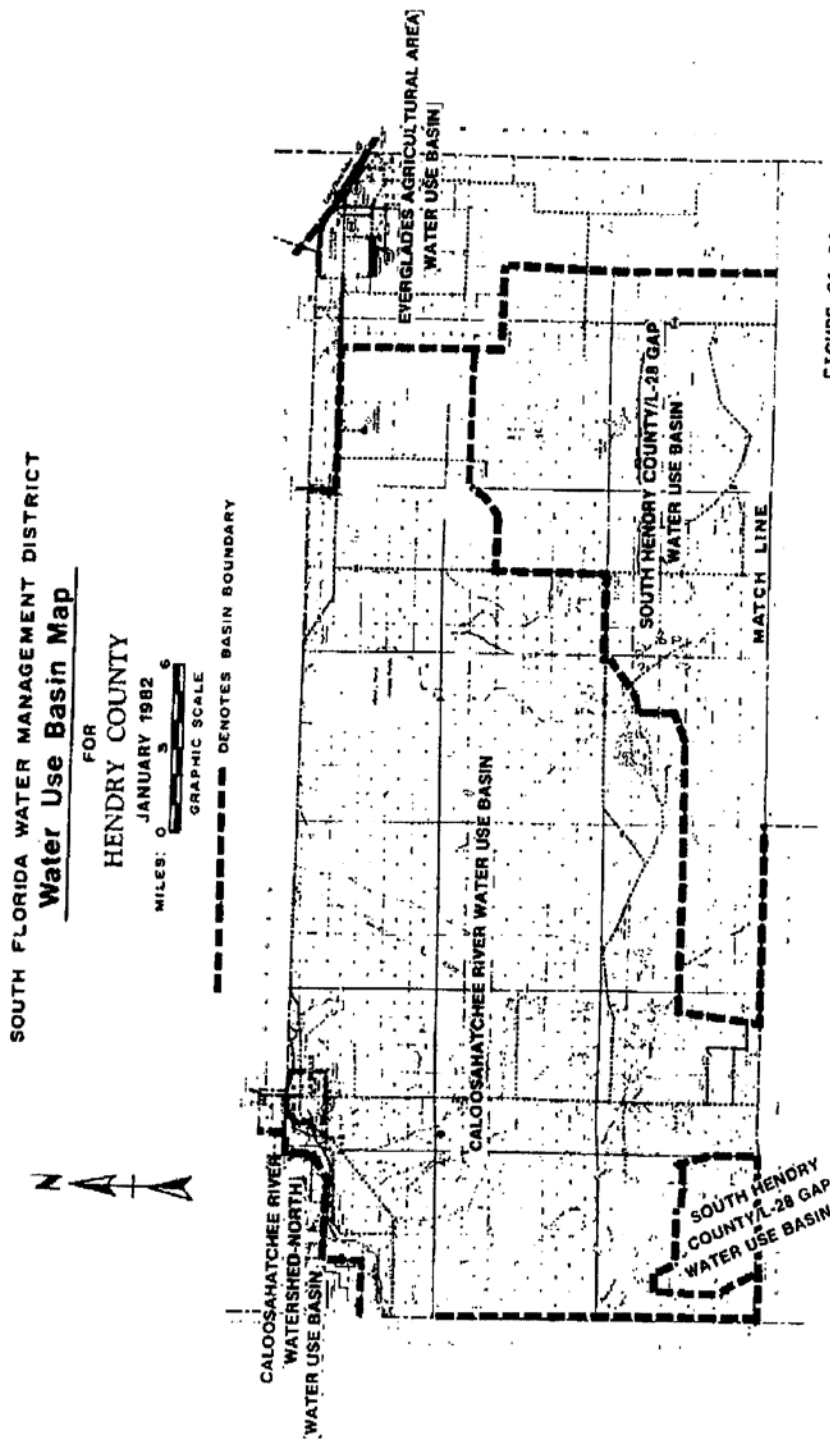 SOUTH FLORIDA WATER MANAGEMENT DISTRICT
Water Use Basin Map
FOR
HENDRY COUNTY
JANUARY 1982
MILES: 0 3 6
GRAPHIC SCALE
DENOTES BASIN BOUNDARY
N
CALOOSAHATCHEE RIVER
WATERSHED-NORTH
WATER USE BASIN
EVERGLADES AGRICULTURAL AREA
WATER USE BASIN
CALOOSAHATCHEE RIVER WATER USE BASIN
SOUTH HENDRY COUNTY/L-28 GAP
WATER USE BASIN
SOUTH HENDRY
COUNTY/L-28 GAP
WATER USE BASIN
MATCH LINE
FIGURE